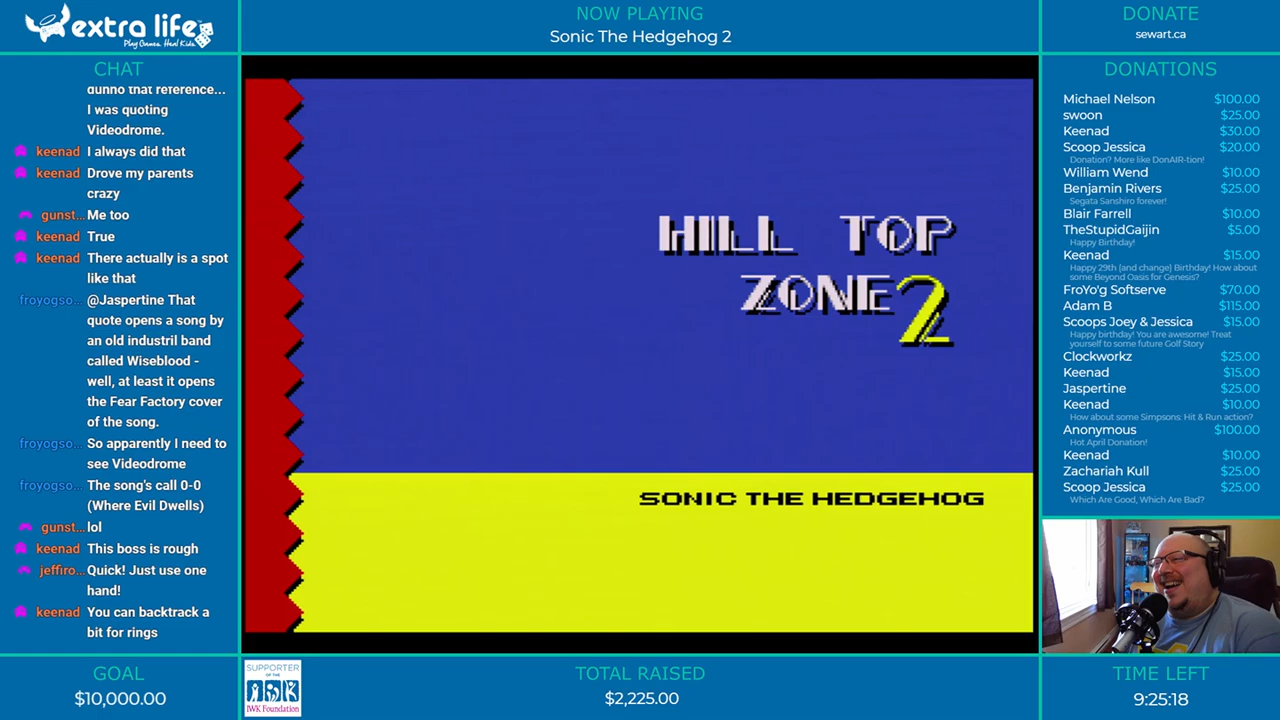 extra life
Play Games. Heal Kids.
NOW PLAYING
Sonic The Hedgehog 2
DONATE
sewart.ca
CHAT
dunno that reference...
I was quoting
Videodrome.
keenad I always did that
keenad Drove my parents
crazy
gunst... Me too
keenad True
keenad There actually is a spot
like that
froyogso... @Jaspertine That
quote opens a song by
an old industril band
called Wiseblood -
well, at least it opens
the Fear Factory cover
of the song.
froyogso... So apparently I need to
see Videodrome
froyogso... The song's call 0-0
(Where Evil Dwells)
gunst... lol
keenad This boss is rough
jeffiro... Quick! Just use one
hand!
keenad You can backtrack a
bit for rings
HILL TOP
ZONE 2
SONIC THE HEDGEHOG
DONATIONS
Michael Nelson $100.00
swoon $25.00
Keenad $30.00
Scoop Jessica $20.00
Donation? More like DonAIR-tion!
William Wend $10.00
Benjamin Rivers $25.00
Segata Sanshiro forever!
Blair Farrell $10.00
TheStupidGaijin $5.00
Happy Birthday!
Keenad $15.00
Happy 29th (and change) Birthday! How about
some Beyond Oasis for Genesis?
FroYo'g Softserve $70.00
Adam B $115.00
Scoops Joey & Jessica $15.00
Happy birthday! You are awesome! Treat
yourself to some future Golf Story
Clockworkz $25.00
Keenad $15.00
Jaspertine $25.00
Keenad $10.00
How about some Simpsons: Hit & Run action?
Anonymous $100.00
Hot April Donation!
Keenad $10.00
Zachariah Kull $25.00
Scoop Jessica $25.00
Which Are Good, Which Are Bad?
GOAL
$10,000.00
SUPPORTER
OF THE
IWK
IWK Foundation
TOTAL RAISED
$2,225.00
TIME LEFT
9:25:18